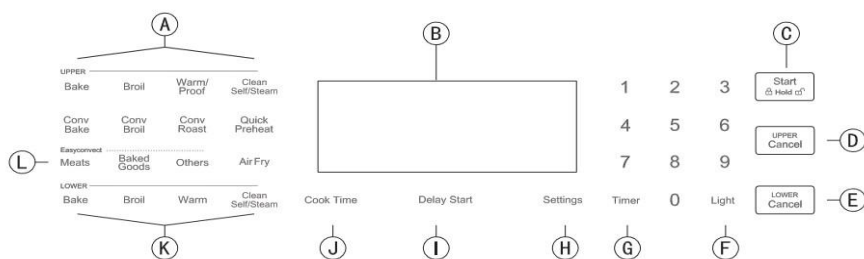 A
B
C
UPPER
Bake Broil Warm/ Proof Clean Self/Steam
1 2 3
Start
Hold
Conv Bake Conv Broil Conv Roast Quick Preheat
4 5 6
UPPER
Cancel
D
Easyconvect
L
Meats Baked Goods Others Air Fry
7 8 9
LOWER
Bake Broil Warm Clean Self/Steam
Cook Time Delay Start Settings Timer 0 Light
LOWER
Cancel
E
K J I H G F